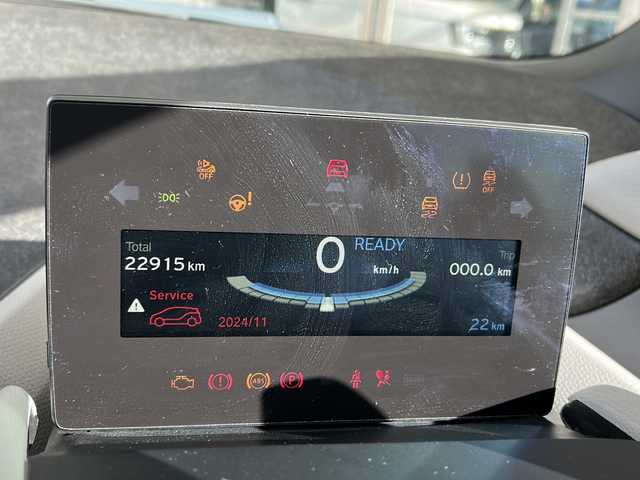 OFF
OFF
READY
Total
0
Trip
22915 km
km/h
000.0 km
Service
2024/11
22 km
ABS
P